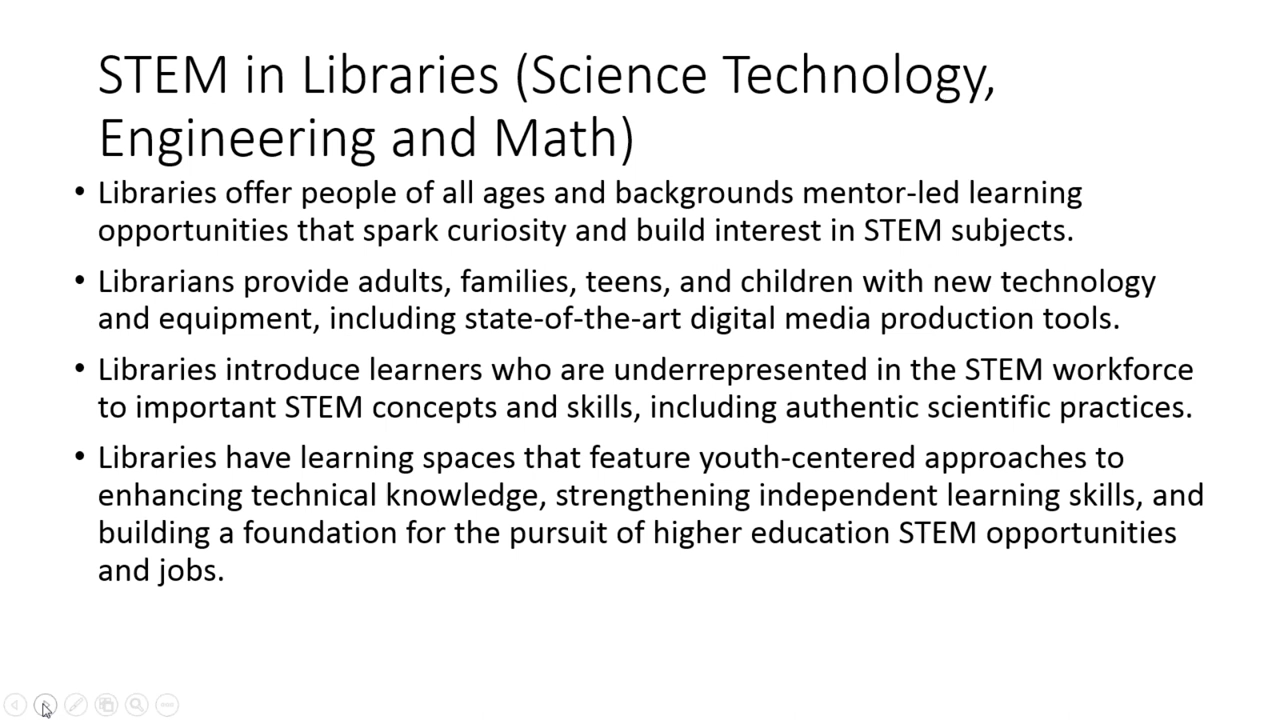 STEM in Libraries (Science Technology,
Engineering and Math)
• Libraries offer people of all ages and backgrounds mentor-led learning
opportunities that spark curiosity and build interest in STEM subjects.
• Librarians provide adults, families, teens, and children with new technology
and equipment, including state-of-the-art digital media production tools.
• Libraries introduce learners who are underrepresented in the STEM workforce
to important STEM concepts and skills, including authentic scientific practices.
• Libraries have learning spaces that feature youth-centered approaches to
enhancing technical knowledge, strengthening independent learning skills, and
building a foundation for the pursuit of higher education STEM opportunities
and jobs.